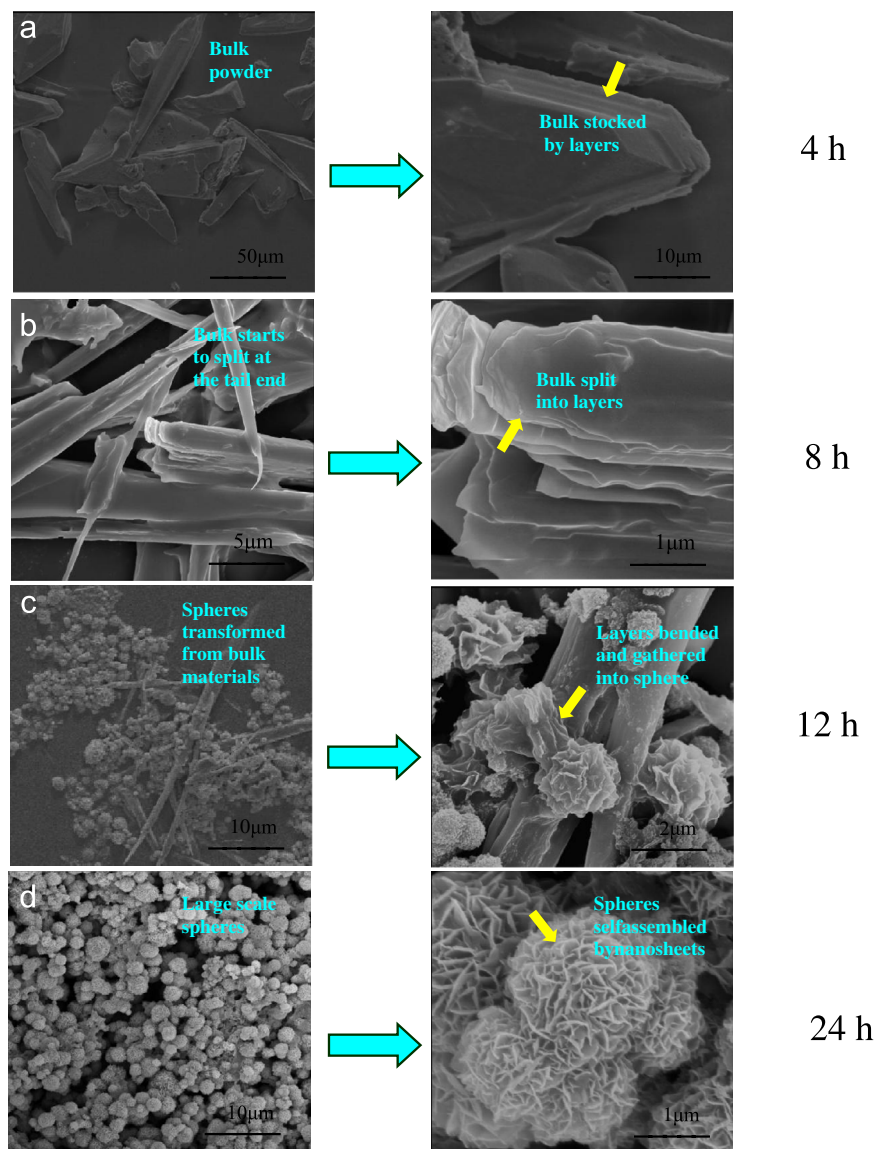 a
Bulk
powder
50μm
Bulk stocked
by layers
10μm
4 h
b
Bulk starts
to split at
the tail end
5μm
Bulk split
into layers
1μm
8 h
c
Spheres
transformed
from bulk
materials
10μm
Layers bended
and gathered
into sphere
2μm
12 h
d
Large scale
spheres
10μm
Spheres
selfassembled
bynanosheets
1μm
24 h